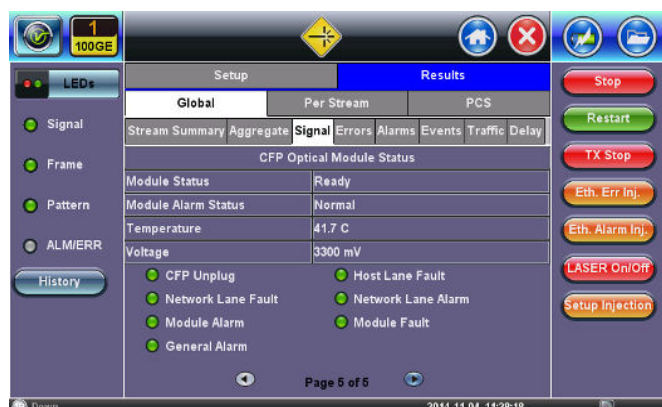 1
100GE
LEDs
Signal
Frame
Pattern
ALM/ERR
History
Setup Results
Global Per Stream PCS
Stream Summary Aggregate Signal Errors Alarms Events Traffic Delay
CFP Optical Module Status
Module Status Ready
Module Alarm Status Normal
Temperature 41.7 C
Voltage 3300 mV
CFP Unplug Host Lane Fault
Network Lane Fault Network Lane Alarm
Module Alarm Module Fault
General Alarm
Page 5 of 5
Stop
Restart
TX Stop
Eth. Err Inj.
Eth. Alarm Inj.
LASER On/Off
Setup Injection